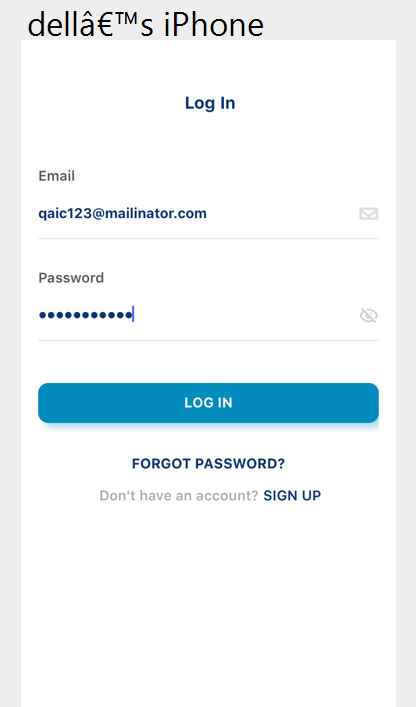 dellâ€™s iPhone
Log In
Email
qaic123@mailinator.com
Password
●●●●●●●●●●●
LOG IN
FORGOT PASSWORD?
Don't have an account? SIGN UP